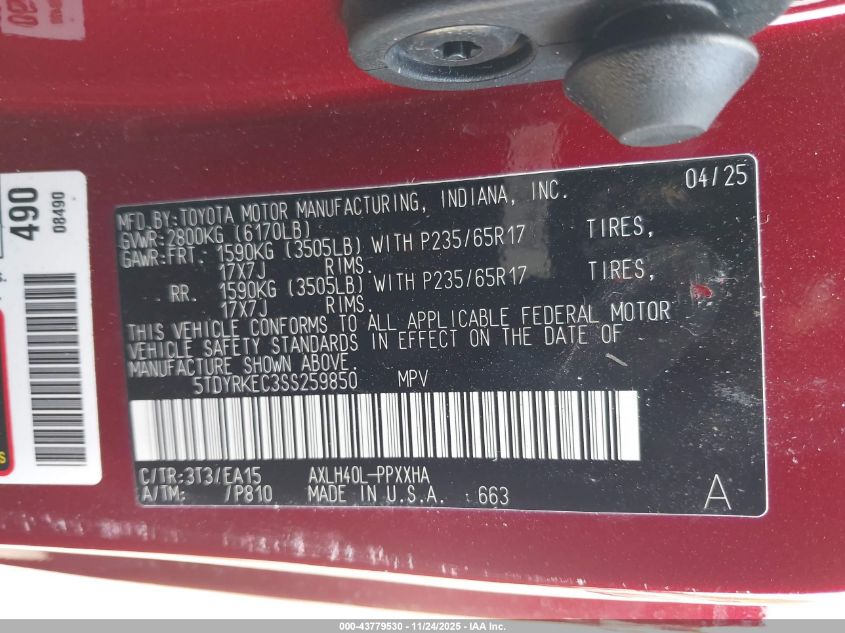 490
08490
MFD.BY:TOYOTA MOTOR MANUFACTURING, INDIANA, INC. 04/25
GVWR:2800KG (6170LB)
GAWR:FRT. 1590KG (3505LB) WITH P235/65R17 TIRES,
17X7J RIMS.
RR. 1590KG (3505LB) WITH P235/65R17 TIRES,
17X7J RIMS.
THIS VEHICLE CONFORMS TO ALL APPLICABLE FEDERAL MOTOR
VEHICLE SAFETY STANDARDS IN EFFECT ON THE DATE OF
MANUFACTURE SHOWN ABOVE.
5TDYRKEC3SS259850 MPV
C/TR:3T3/EA15 AXLH40L-PPXXHA
A/TM: /P810 MADE IN U.S.A. 663 A
000-43779530 - 11/24/2025 - IAA Inc.